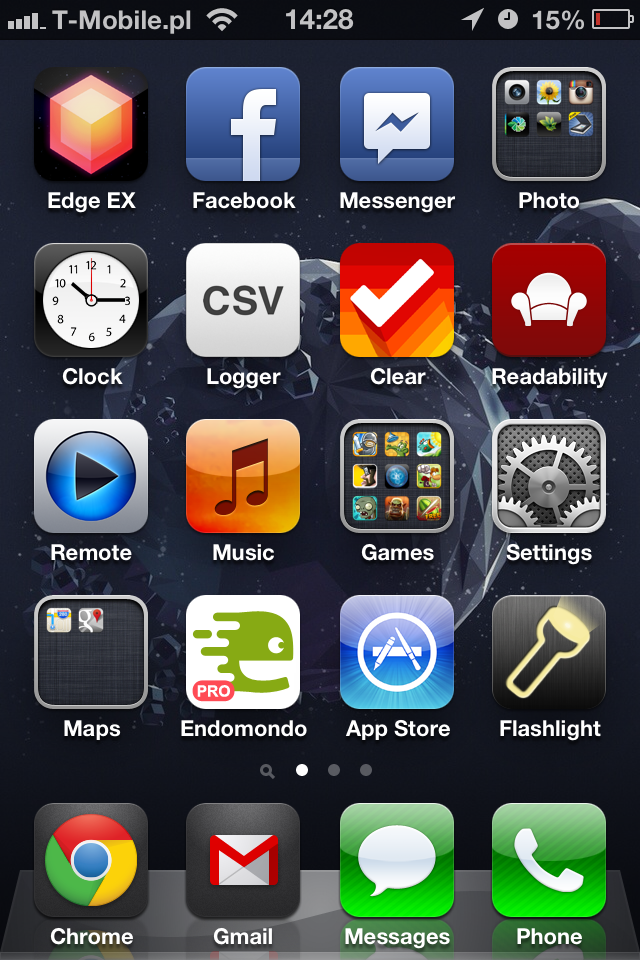 T-Mobile.pl 14:28 15%
Edge EX Facebook Messenger Photo
12
11 1
10 2
9 3
8 4
7 5
6
CSV
Clock Logger Clear Readability
Remote Music Games Settings
PRO
Maps Endomondo App Store Flashlight
Chrome Gmail Messages Phone